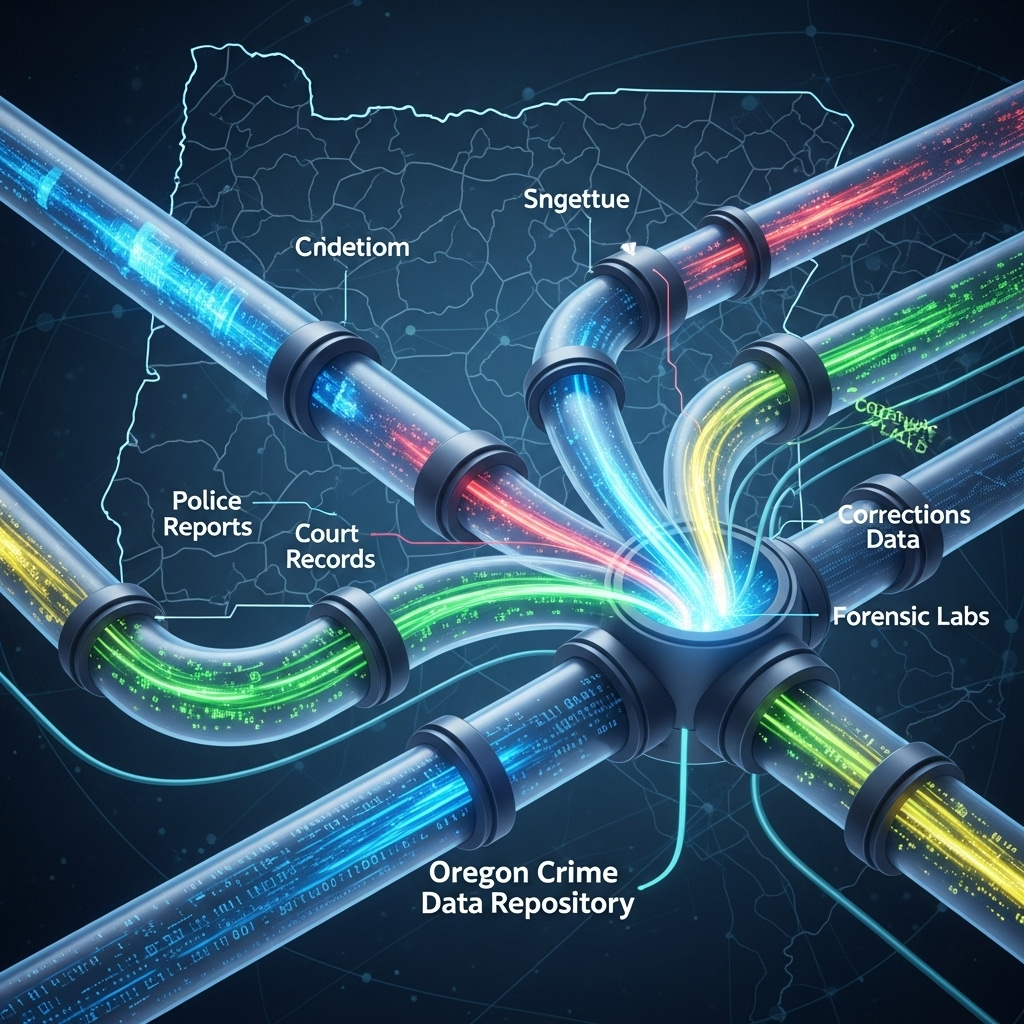 Sngettue
Cndetiom
Police
Reports
Court
Records
Corrections
Data
Forensic Labs
Oregon Crime
Data Repository